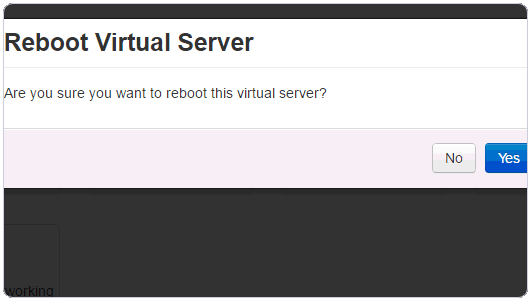 Reboot Virtual Server
Are you sure you want to reboot this virtual server?
No
Yes
working